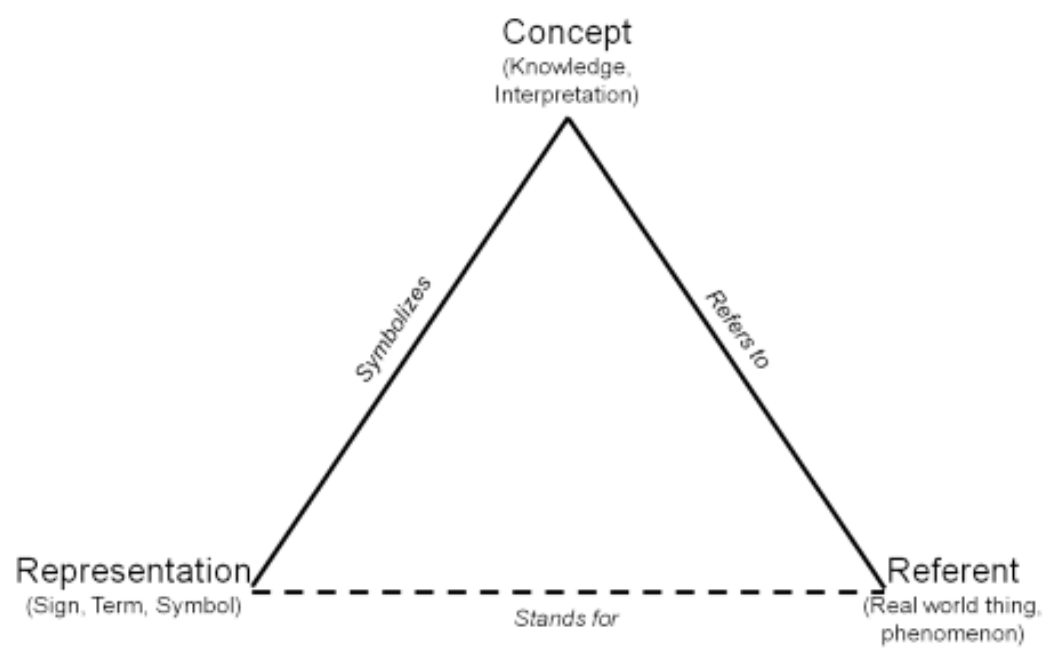 Concept
(Knowledge,
Interpretation)
Symbolizes
Refers to
Representation
(Sign, Term, Symbol)
Stands for
Referent
(Real world thing,
phenomenon)